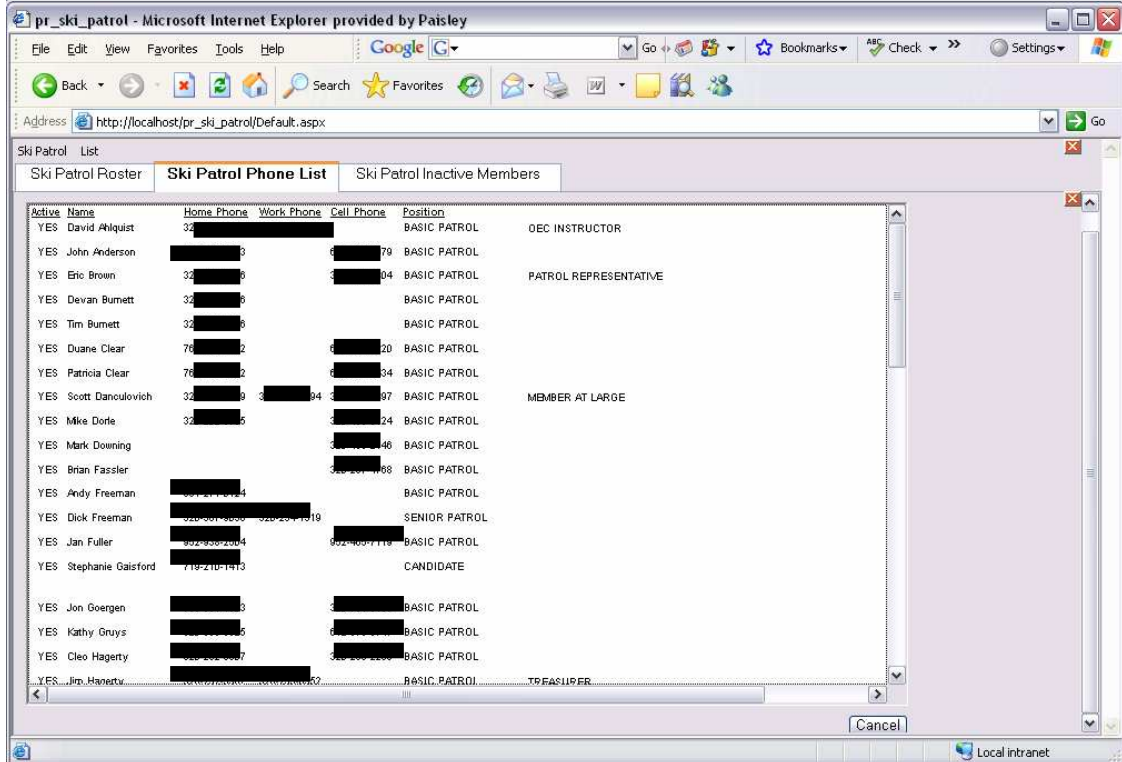 pr_ski_patrol - Microsoft Internet Explorer provided by Paisley
File Edit View Favorites Tools Help Google G Go Bookmarks ABC Check » Settings
Back Search Favorites W
Address http://localhost/pr_ski_patrol/Default.aspx Go
Ski Patrol List
Ski Patrol Roster Ski Patrol Phone List Ski Patrol Inactive Members
Active Name Home Phone Work Phone Cell Phone Position
YES David Ahlquist BASIC PATROL OEC INSTRUCTOR
YES John Anderson BASIC PATROL
YES Eric Brown BASIC PATROL PATROL REPRESENTATIVE
YES Devan Burnett BASIC PATROL
YES Tim Burnett BASIC PATROL
YES Duane Clear BASIC PATROL
YES Patricia Clear BASIC PATROL
YES Scott Danculovich BASIC PATROL MEMBER AT LARGE
YES Mike Dorle BASIC PATROL
YES Mark Downing BASIC PATROL
YES Brian Fassler BASIC PATROL
YES Andy Freeman BASIC PATROL
YES Dick Freeman SENIOR PATROL
YES Jan Fuller BASIC PATROL
YES Stephanie Gaisford CANDIDATE
YES Jon Goergen BASIC PATROL
YES Kathy Gruys BASIC PATROL
YES Cleo Hagerty BASIC PATROL
YES Jim Hagerty BASIC PATROL TREASURER
Cancel
Local intranet